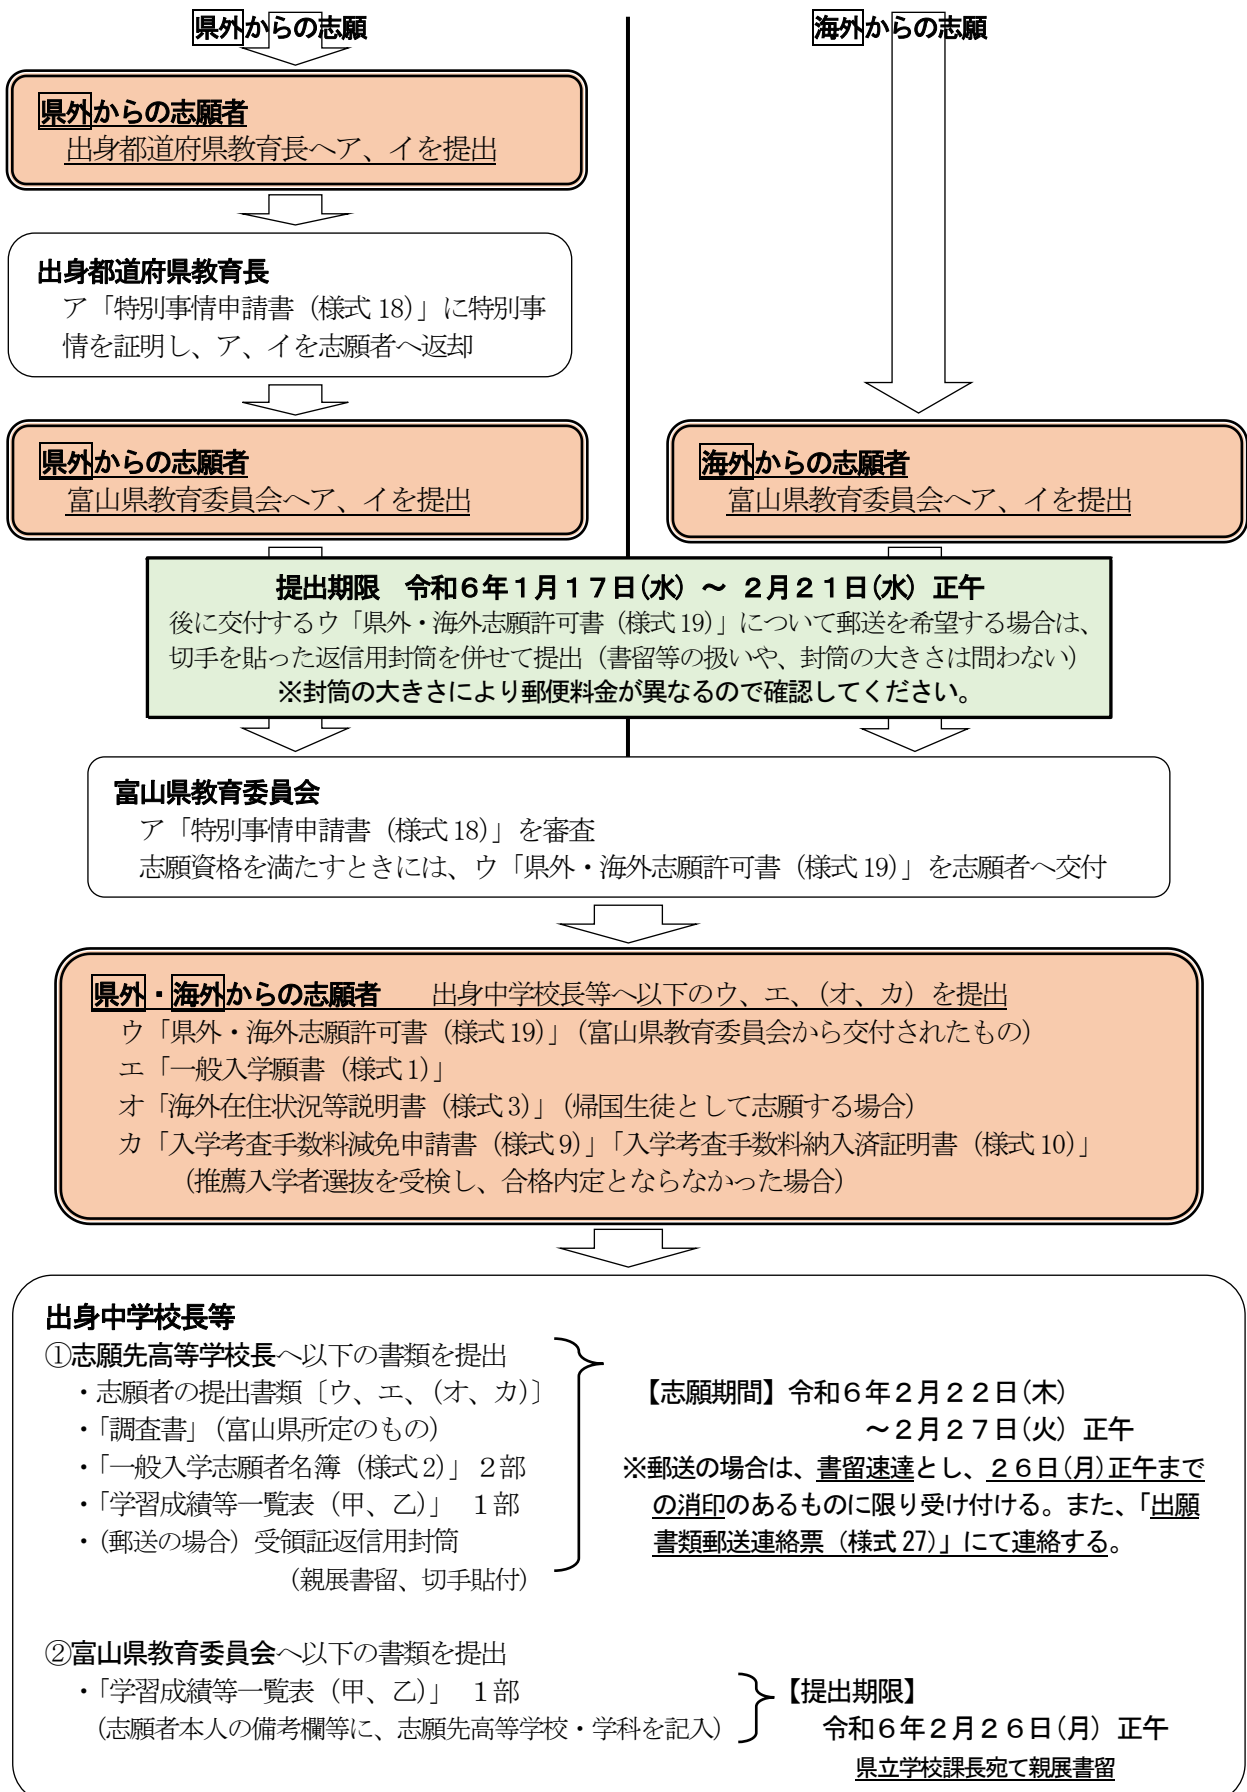 県外からの志願
海外からの志願
県外からの志願者
出身都道府県教育長へア、イを提出
出身都道府県教育長
ア「特別事情申請書（様式18）」に特別事
情を証明し、ア、イを志願者へ返却
県外からの志願者
富山県教育委員会へア、イを提出
海外からの志願者
富山県教育委員会へア、イを提出
提出期限　令和６年１月１７日(水) ～ ２月２１日(水) 正午
後に交付するウ「県外・海外志願許可書（様式19）」について郵送を希望する場合は、
切手を貼った返信用封筒を併せて提出（書留等の扱いや、封筒の大きさは問わない）
※封筒の大きさにより郵便料金が異なるので確認してください。
富山県教育委員会
ア「特別事情申請書（様式18）」を審査
志願資格を満たすときには、ウ「県外・海外志願許可書（様式19）」を志願者へ交付
県外・海外からの志願者　　出身中学校長等へ以下のウ、エ、（オ、カ）を提出
ウ「県外・海外志願許可書（様式19）」（富山県教育委員会から交付されたもの）
エ「一般入学願書（様式1）」
オ「海外在住状況等説明書（様式3）」（帰国生徒として志願する場合）
カ「入学考査手数料減免申請書（様式9）」「入学考査手数料納入済証明書（様式10）」
（推薦入学者選抜を受検し、合格内定とならなかった場合）
出身中学校長等
①志願先高等学校長へ以下の書類を提出
・志願者の提出書類〔ウ、エ、（オ、カ）〕
・「調査書」（富山県所定のもの）
・「一般入学志願者名簿（様式2）」２部
・「学習成績等一覧表（甲、乙）」　１部
・（郵送の場合）受領証返信用封筒
（親展書留、切手貼付）
【志願期間】令和６年２月２２日(木)
～２月２７日(火) 正午
※郵送の場合は、書留速達とし、２６日(月)正午まで
の消印のあるものに限り受け付ける。また、「出願
書類郵送連絡票（様式27）」にて連絡する。
②富山県教育委員会へ以下の書類を提出
・「学習成績等一覧表（甲、乙）」　１部
（志願者本人の備考欄等に、志願先高等学校・学科を記入）
【提出期限】
令和６年２月２６日(月) 正午
県立学校課長宛て親展書留